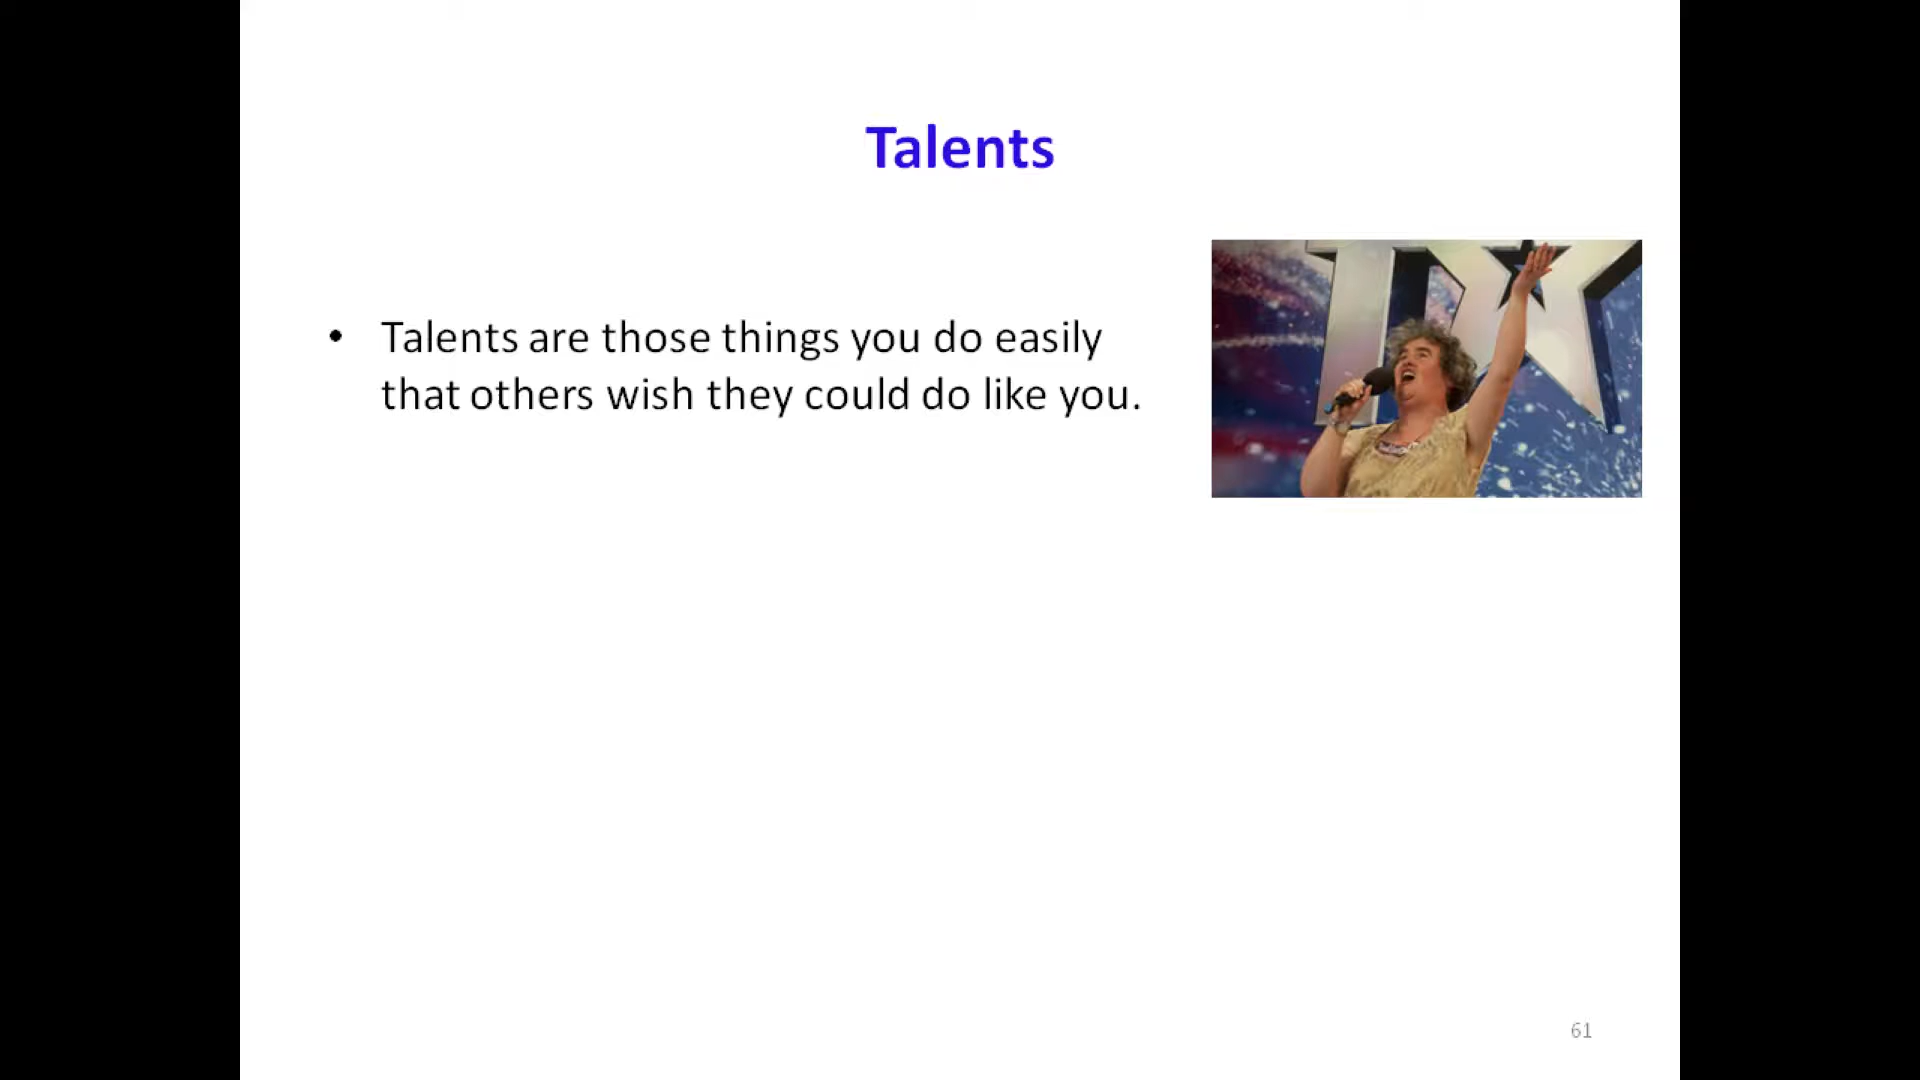 Talents
• Talents are those things you do easily
that others wish they could do like you.
61